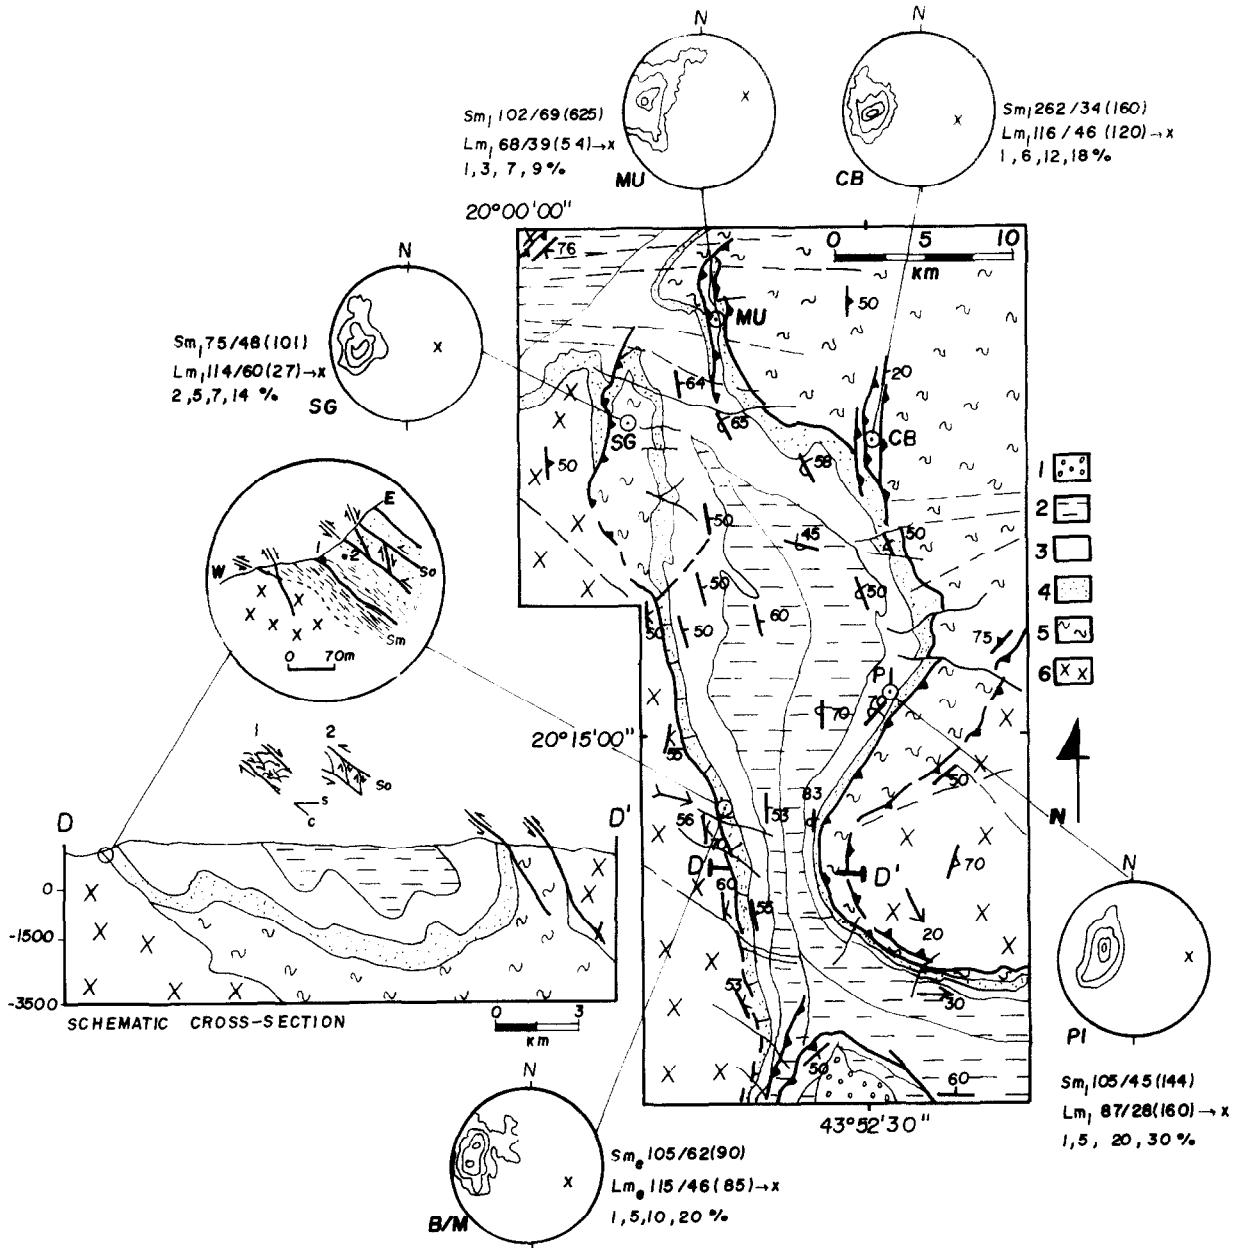 N
Sm₁ 102/69 (625)
Lm₁ 68/39 (54)→x
1, 3, 7, 9 %
MU
N
Sm₁ 262/34 (160)
Lm₁ 116/46 (120)→x
1, 6, 12, 18 %
CB
20°00'00"
0 5 10
KM
76
50
MU
N
Sm₁ 75/48 (101)
Lm₁ 114/60 (27)→x
2, 5, 7, 14 %
SG
64
20
63
CB
SG
50
58
1
2
3
4
5
6
50
45
50
W
E
1
2
So
Sm
0 70m
50
50
60
50
50
75
PI
70
70
20°15'00"
55
50
N
1
2
So
S
C
83
56
53
70
D
D'
70
60
55
20
30
53
50
60
43°52'30"
D
D'
0
-1500
-3500
SCHEMATIC CROSS-SECTION
0 3
KM
N
PI
Sm₁ 105/45 (144)
Lm₁ 87/28 (160)→x
1, 5, 20, 30 %
N
Smₑ 105/62 (90)
Lmₑ 115/46 (85)→x
1, 5, 10, 20 %
B/M